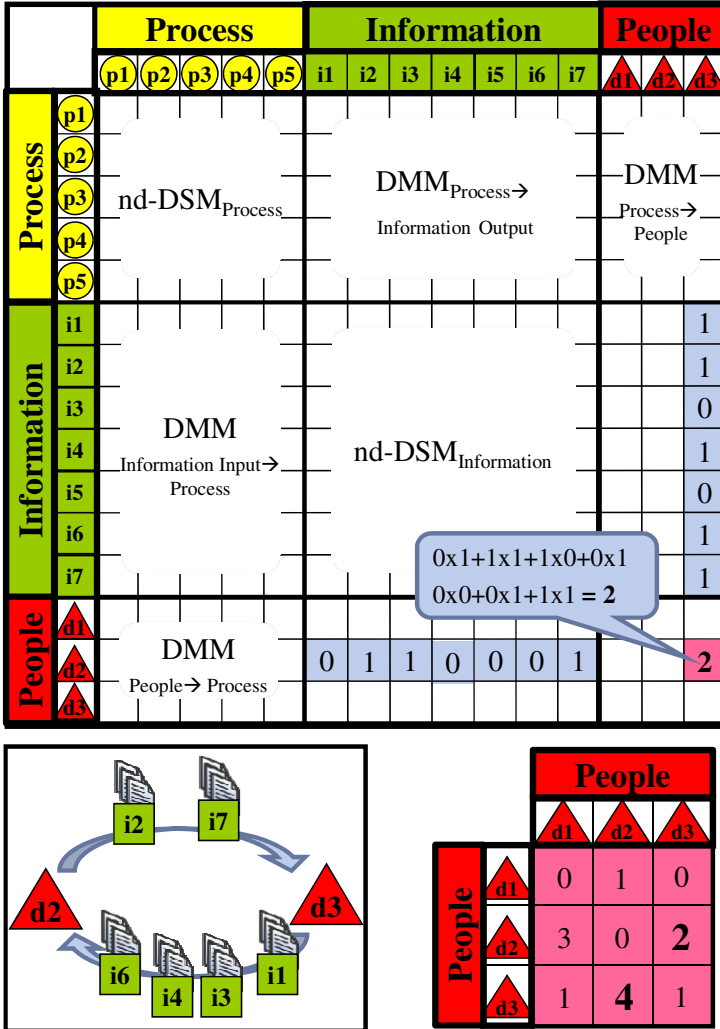 Process Information People
p1 p2 p3 p4 p5 i1 i2 i3 i4 i5 i6 i7 d1 d2 d3
Process
p1
p2
p3
p4
p5
nd-DSMProcess
DMMProcess→
Information Output
DMM
Process→
People
Information
i1
i2
i3
i4
i5
i6
i7
DMM
Information Input→
Process
nd-DSMInformation
1
1
0
1
0
1
1
0x1+1x1+1x0+0x1
0x0+0x1+1x1 = 2
People
d1
d2
d3
DMM
People→ Process
0 1 1 0 0 0 1 2
i2 i7
d2 d3
i6 i4 i3 i1
People
d1 d2 d3
People
d1 0 1 0
d2 3 0 2
d3 1 4 1